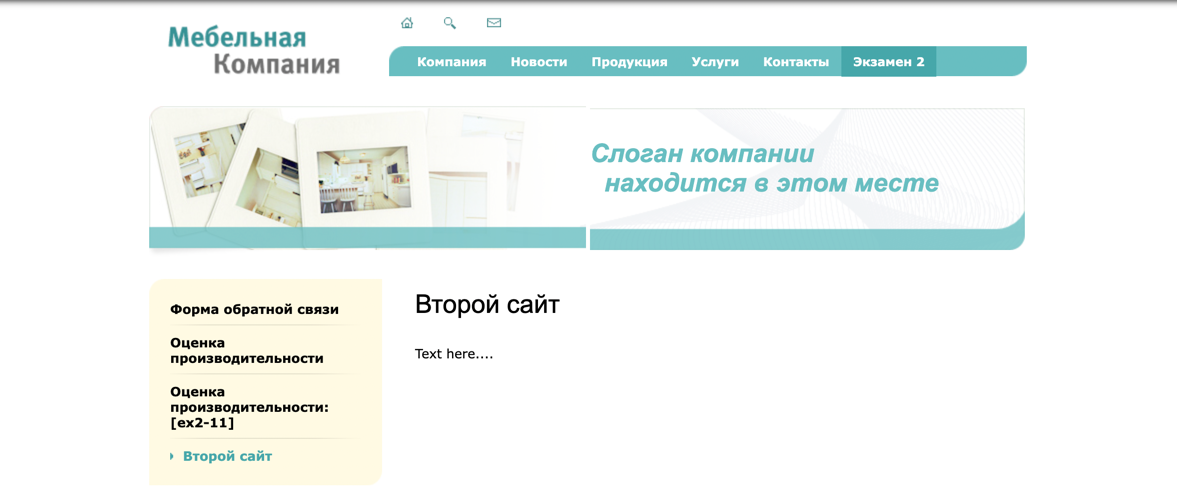 Мебельная
Компания
Компания Новости Продукция Услуги Контакты Экзамен 2
Слоган компании
находится в этом месте
Форма обратной связи
Оценка
производительности
Оценка
производительности:
[ex2-11]
Второй сайт
Второй сайт
Text here....